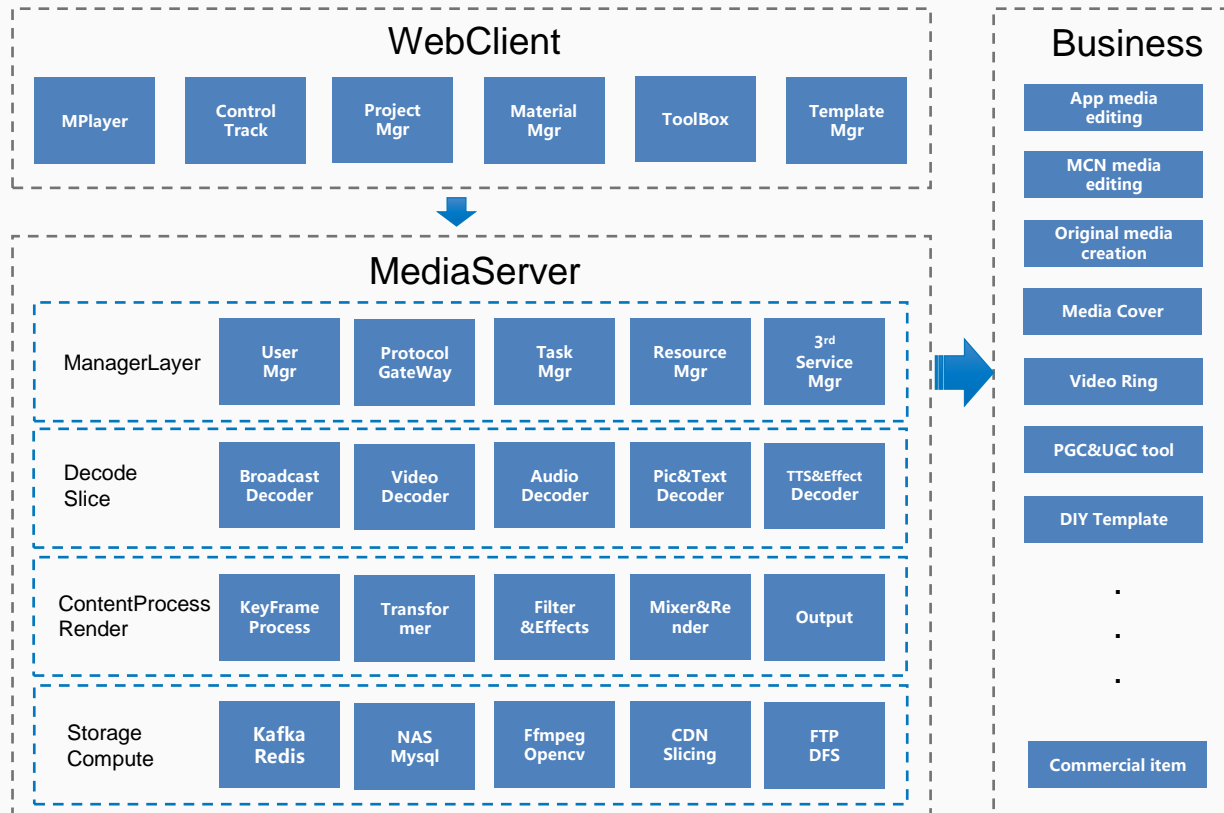 WebClient
MPlayer
Control
Track
Project
Mgr
Material
Mgr
ToolBox
Template
Mgr
MediaServer
ManagerLayer
User
Mgr
Protocol
GateWay
Task
Mgr
Resource
Mgr
3rd
Service
Mgr
Decode
Slice
Broadcast
Decoder
Video
Decoder
Audio
Decoder
Pic&Text
Decoder
TTS&Effect
Decoder
ContentProcess
Render
KeyFrame
Process
Transfor
mer
Filter
&Effects
Mixer&Re
nder
Output
Storage
Compute
Kafka
Redis
NAS
Mysql
Ffmpeg
Opencv
CDN
Slicing
FTP
DFS
Business
App media
editing
MCN media
editing
Original media
creation
Media Cover
Video Ring
PGC&UGC tool
DIY Template
.
.
.
Commercial item